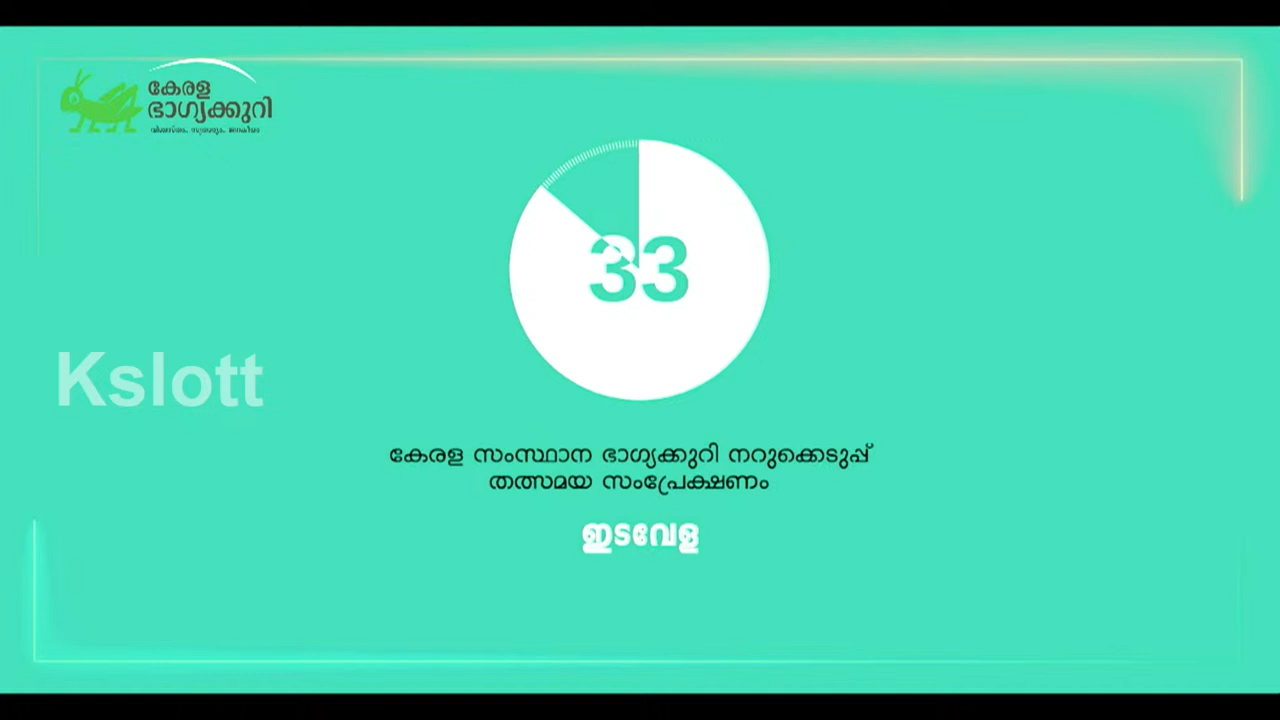 കേരള
ഭാഗ്യക്കുറി
33
Kslott
കേരള സംസ്ഥാന ഭാഗ്യക്കുറി നറുക്കെടുപ്പ്
തത്സമയ സംപ്രേക്ഷണം
ഇടവേള